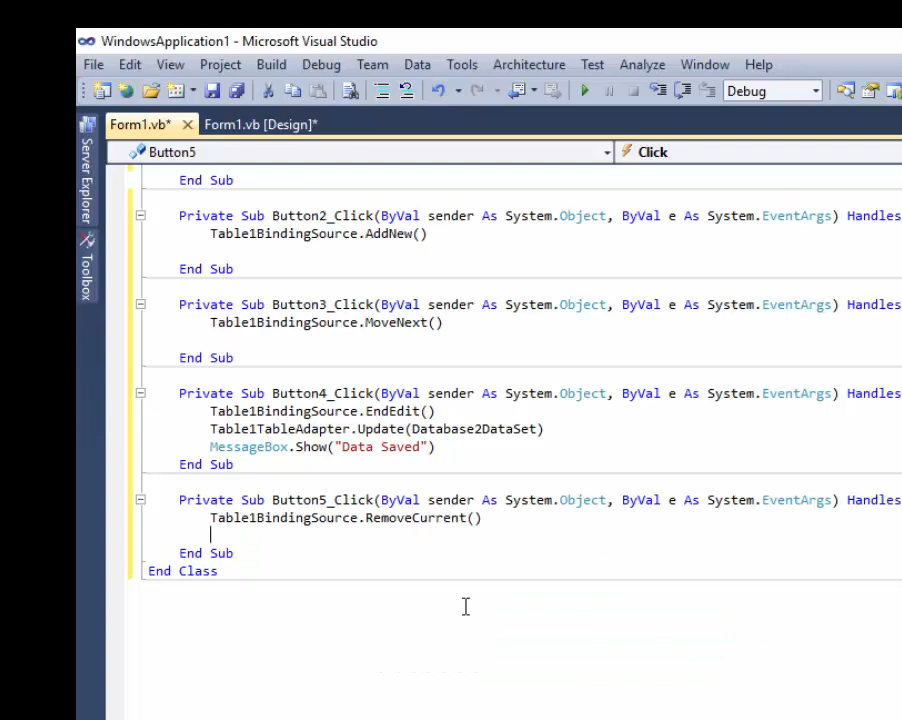 WindowsApplication1 - Microsoft Visual Studio
File Edit View Project Build Debug Team Data Tools Architecture Test Analyze Window Help
Debug
Form1.vb* Form1.vb [Design]*
Server Explorer
Toolbox
Button5 Click
End Sub
Private Sub Button2_Click(ByVal sender As System.Object, ByVal e As System.EventArgs) Handles
Table1BindingSource.AddNew()
End Sub
Private Sub Button3_Click(ByVal sender As System.Object, ByVal e As System.EventArgs) Handles
Table1BindingSource.MoveNext()
End Sub
Private Sub Button4_Click(ByVal sender As System.Object, ByVal e As System.EventArgs) Handles
Table1BindingSource.EndEdit()
Table1TableAdapter.Update(Database2DataSet)
MessageBox.Show("Data Saved")
End Sub
Private Sub Button5_Click(ByVal sender As System.Object, ByVal e As System.EventArgs) Handles
Table1BindingSource.RemoveCurrent()
End Sub
End Class